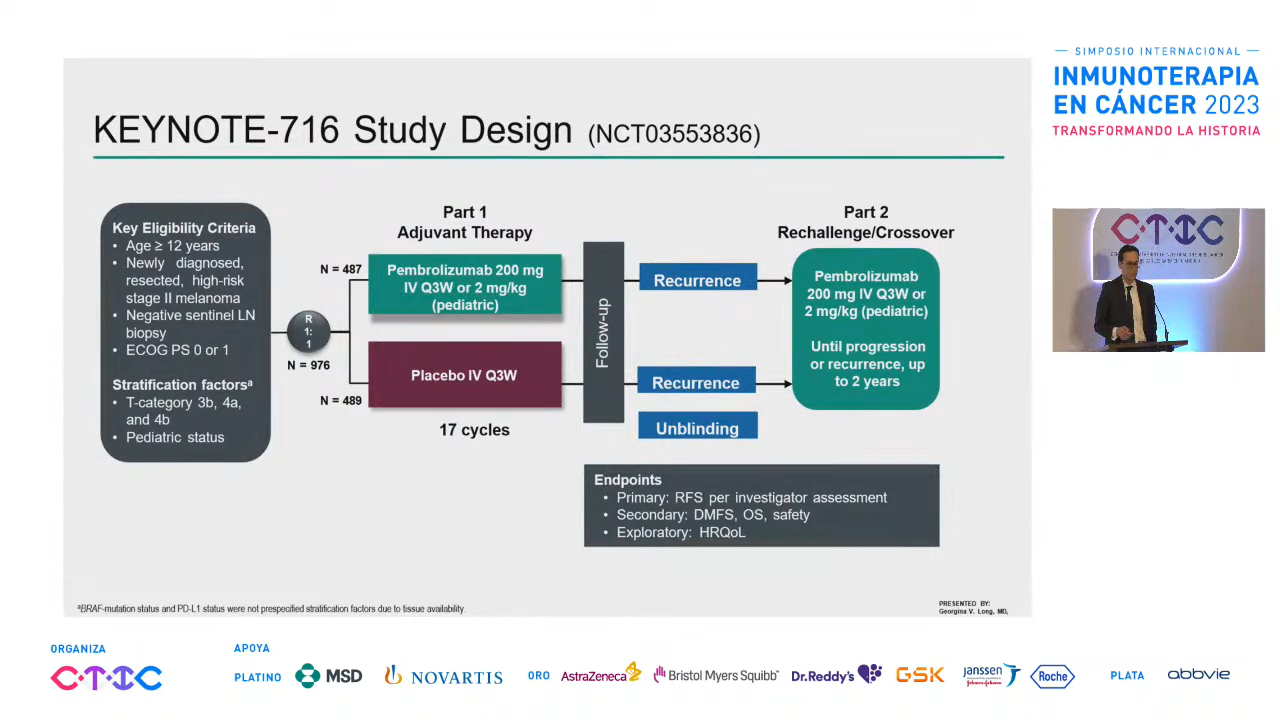 KEYNOTE-716 Study Design (NCT03553836)
Key Eligibility Criteria
• Age ≥ 12 years
• Newly diagnosed,
resected, high-risk
stage II melanoma
• Negative sentinel LN
biopsy
• ECOG PS 0 or 1
Stratification factorsᵃ
• T-category 3b, 4a,
and 4b
• Pediatric status
R
1:
1
N = 976
Part 1
Adjuvant Therapy
N = 487
Pembrolizumab 200 mg
IV Q3W or 2 mg/kg
(pediatric)
Placebo IV Q3W
N = 489
17 cycles
Follow-up
Recurrence
Recurrence
Unblinding
Part 2
Rechallenge/Crossover
Pembrolizumab
200 mg IV Q3W or
2 mg/kg (pediatric)
Until progression
or recurrence, up
to 2 years
Endpoints
• Primary: RFS per investigator assessment
• Secondary: DMFS, OS, safety
• Exploratory: HRQoL
ᵃBRAF-mutation status and PD-L1 status were not prespecified stratification factors due to tissue availability.
PRESENTED BY:
Georgina V. Long, MD,
SIMPOSIO INTERNACIONAL
INMUNOTERAPIA
EN CÁNCER 2023
TRANSFORMANDO LA HISTORIA
CTIC
ORGANIZA
CTIC
APOYA
PLATINO
MSD
NOVARTIS
ORO
AstraZeneca
Bristol Myers Squibb™
Dr.Reddy's
GSK
Janssen
Johnson&Johnson
Roche
PLATA
abbvie